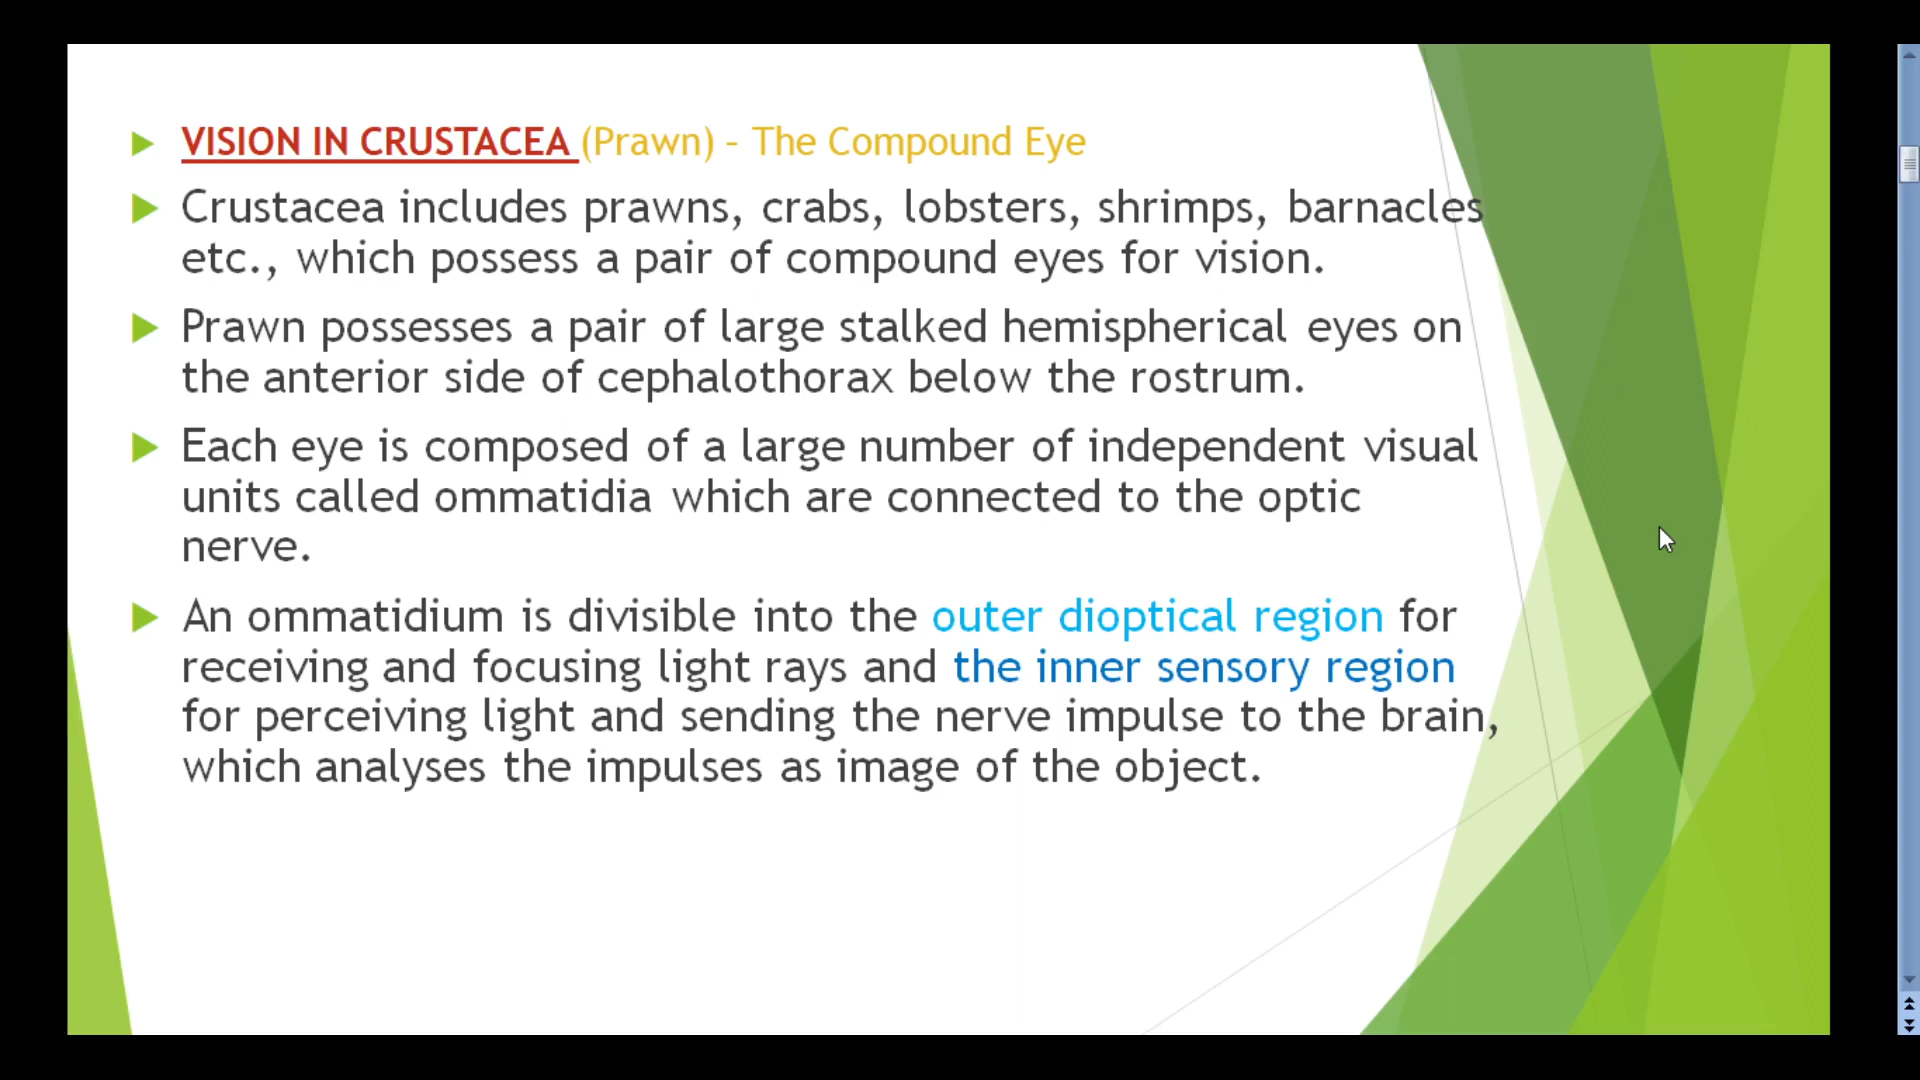 VISION IN CRUSTACEA (Prawn) – The Compound Eye
Crustacea includes prawns, crabs, lobsters, shrimps, barnacles
etc., which possess a pair of compound eyes for vision.
Prawn possesses a pair of large stalked hemispherical eyes on
the anterior side of cephalothorax below the rostrum.
Each eye is composed of a large number of independent visual
units called ommatidia which are connected to the optic
nerve.
An ommatidium is divisible into the outer dioptical region for
receiving and focusing light rays and the inner sensory region
for perceiving light and sending the nerve impulse to the brain,
which analyses the impulses as image of the object.